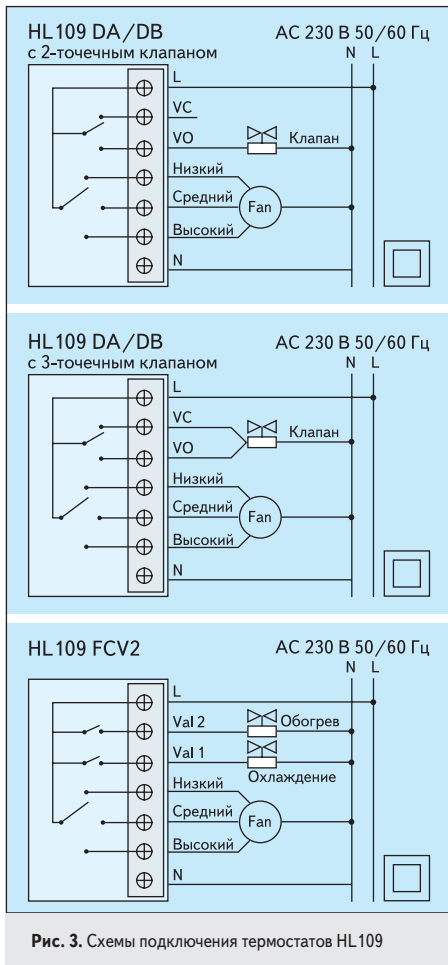 HL109 DA/DB AC 230 В 50/60 Гц
с 2-точечным клапаном N L
L
VC
VO Клапан
Низкий
Средний Fan
Высокий
N
HL109 DA/DB AC 230 В 50/60 Гц
с 3-точечным клапаном N L
L
VC
Клапан
VO
Низкий
Средний Fan
Высокий
N
HL109 FCV2 AC 230 В 50/60 Гц
N L
L
Val 2 Обогрев
Val 1
Охлаждение
Низкий
Средний Fan
Высокий
N
Рис. 3. Схемы подключения термостатов HL109